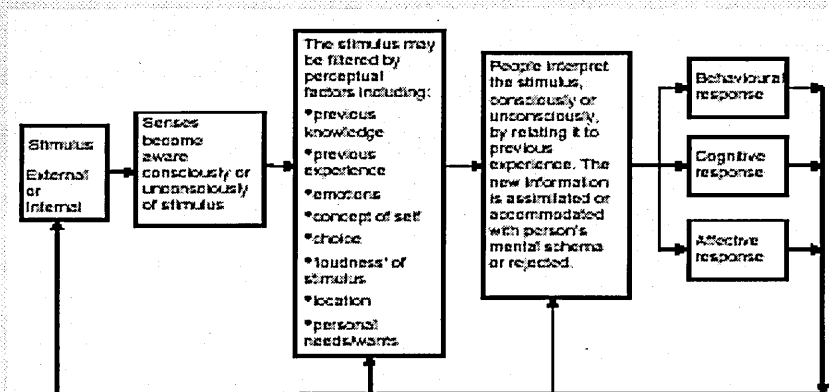 Stimulus
External
or
Internal
Senses
become
aware
consciously or
unconsciously
of stimulus
The stimulus may
be filtered by
perceptual
factors including:
•previous
knowledge
•previous
experience
•emotions
•concept of self
•choice
•'loudness' of
stimulus
•location
•personal
needs/wants
People interpret
the stimulus,
consciously or
unconsciously,
by relating it to
previous
experience. The
new information
is assimilated or
accommodated
with person's
mental schema
or rejected.
Behavioural
response
Cognitive
response
Affective
response